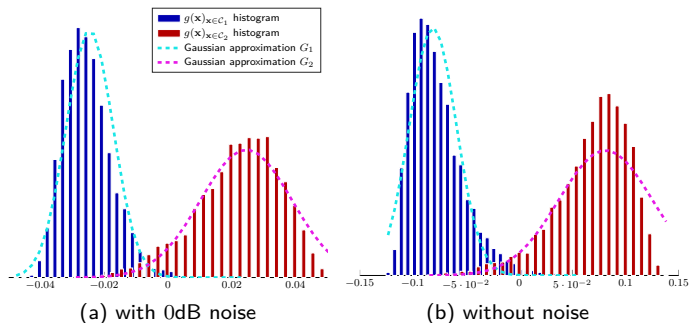 g(x)x∈C₁ histogram
g(x)x∈C₂ histogram
Gaussian approximation G₁
Gaussian approximation G₂
−0.04 −0.02 0 0.02 0.04
−0.15 −0.1 −5 · 10⁻² 0 5 · 10⁻² 0.1 0.15
(a) with 0dB noise
(b) without noise